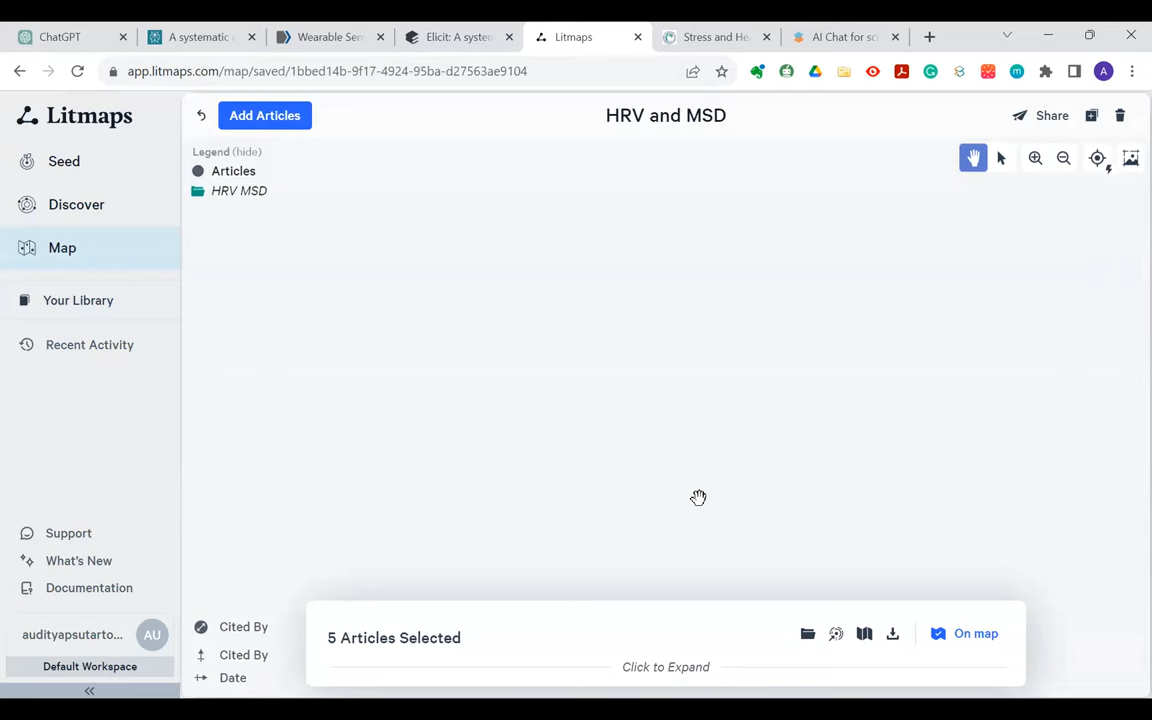 ChatGPT
A systematic
Wearable Sen
Elicit: A system
Litmaps
Stress and He
AI Chat for sci
app.litmaps.com/map/saved/1bbed14b-9f17-4924-95ba-d27563ae9104
A
Litmaps
Add Articles
HRV and MSD
Share
Legend (hide)
Articles
HRV MSD
Seed
Discover
Map
Your Library
Recent Activity
Support
What's New
Documentation
audityapsutarto...
AU
Default Workspace
Cited By
Cited By
Date
5 Articles Selected
On map
Click to Expand